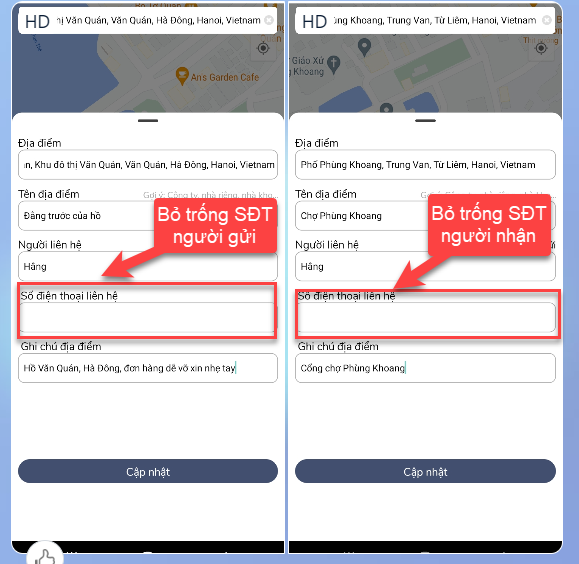 HD
ị Văn Quán, Văn Quán, Hà Đông, Hanoi, Vietnam
An's Garden Cafe
Địa điểm
n, Khu đô thị Văn Quán, Văn Quán, Hà Đông, Hanoi, Vietnam
Tên địa điểm
Gợi ý: Công ty, nhà riêng, nhà kho...
Đằng trước của hồ
Bỏ trống SĐT
người gửi
Người liên hệ
Hằng
Số điện thoại liên hệ
Ghi chú địa điểm
Hồ Văn Quán, Hà Đông, đơn hàng dễ vỡ xin nhẹ tay
Cập nhật
HD
ùng Khoang, Trung Van, Từ Liêm, Hanoi, Vietnam
Giáo Xứ
Khoang
Địa điểm
Phố Phùng Khoang, Trung Van, Từ Liêm, Hanoi, Vietnam
Tên địa điểm
Chợ Phùng Khoang
Bỏ trống SĐT
người nhận
Người liên hệ
Hằng
Số điện thoại liên hệ
Ghi chú địa điểm
Cổng chợ Phùng Khoang
Cập nhật